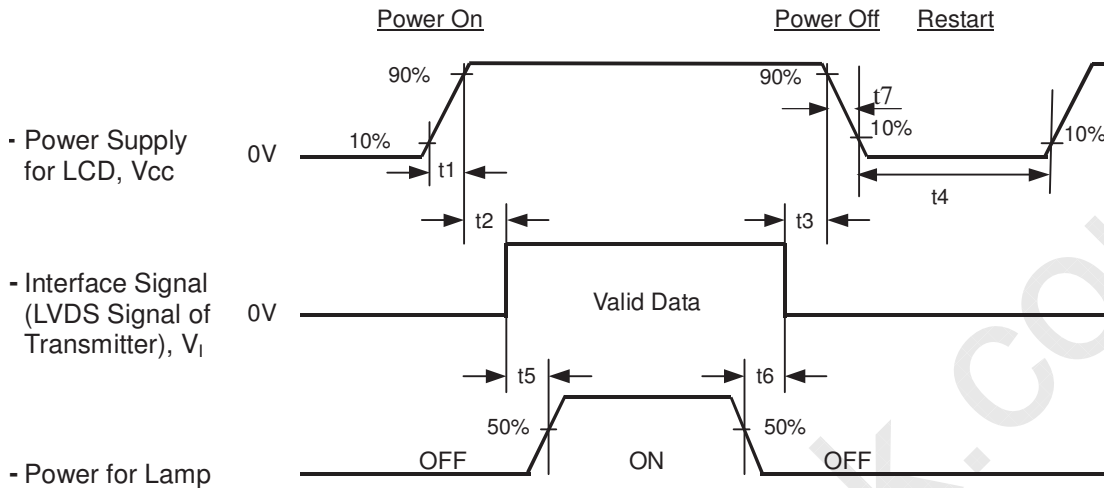 Power On
Power Off
Restart
90%
90%
t7
- Power Supply
for LCD, Vcc
0V
10%
t1
10%
10%
t4
t2
t3
- Interface Signal
(LVDS Signal of
Transmitter), VI
0V
Valid Data
t5
t6
50%
50%
- Power for Lamp
OFF
ON
OFF
k.co